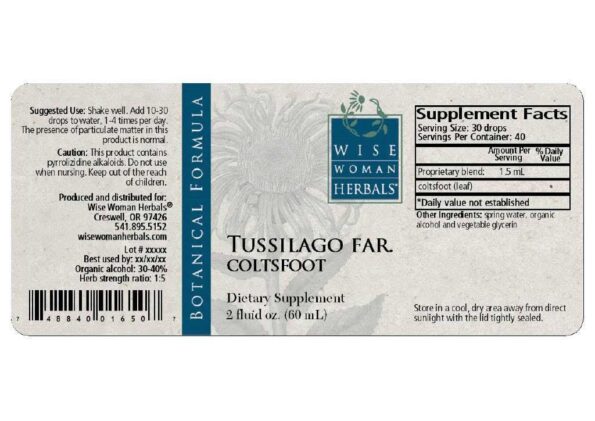 Suggested Use: Shake well. Add 10-30
drops to water, 1-4 times per day.
The presence of particulate matter in this
product is normal.
Caution: This product contains
pyrrolizidine alkaloids. Do not use
when nursing. Keep out of the reach
of children.
Produced and distributed for:
Wise Woman Herbals®
Creswell, OR 97426
541.895.5152
wisewomanherbals.com
Lot # xxxxx
Best used by: xx/xx/xx
Organic alcohol: 30-40%
Herb strength ratio: 1:5
7 48840 01650 7
BOTANICAL FORMULA
WISE
WOMAN
HERBALS®
TUSSILAGO FAR.
COLTSFOOT
Dietary Supplement
2 fluid oz. (60 mL)
Supplement Facts
Serving Size: 30 drops
Servings Per Container: 40
Amount Per Serving % Daily Value
Proprietary blend: 1.5 mL
coltsfoot (leaf) *
*Daily value not established
Other Ingredients: spring water, organic
alcohol and vegetable glycerin
Store in a cool, dry area away from direct
sunlight with the lid tightly sealed.